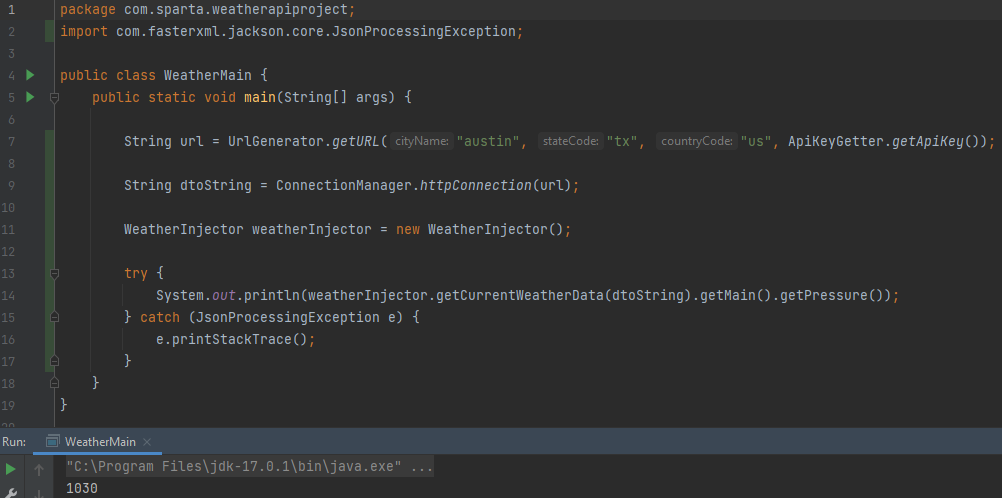 1 package com.sparta.weatherapiproject;
2 import com.fasterxml.jackson.core.JsonProcessingException;
3
4 public class WeatherMain {
5 public static void main(String[] args) {
6
7 String url = UrlGenerator.getURL( cityName: "austin", stateCode: "tx", countryCode: "us", ApiKeyGetter.getApiKey());
8
9 String dtoString = ConnectionManager.httpConnection(url);
10
11 WeatherInjector weatherInjector = new WeatherInjector();
12
13 try {
14 System.out.println(weatherInjector.getCurrentWeatherData(dtoString).getMain().getPressure());
15 } catch (JsonProcessingException e) {
16 e.printStackTrace();
17 }
18 }
19 }
Run: WeatherMain ×
"C:\Program Files\jdk-17.0.1\bin\java.exe" ...
1030